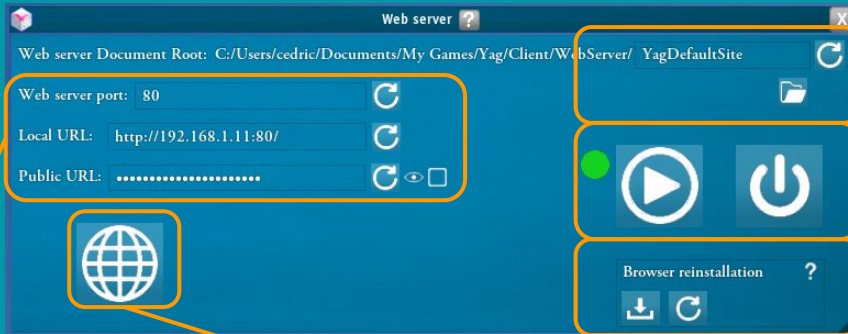 Web server ?
X
Web server Document Root: C:/Users/cedric/Documents/My Games/Yag/Client/WebServer/ YagDefaultSite
Web server port: 80
Local URL: http://192.168.1.11:80/
Public URL: ••••••••••••••••••••••
Browser reinstallation ?